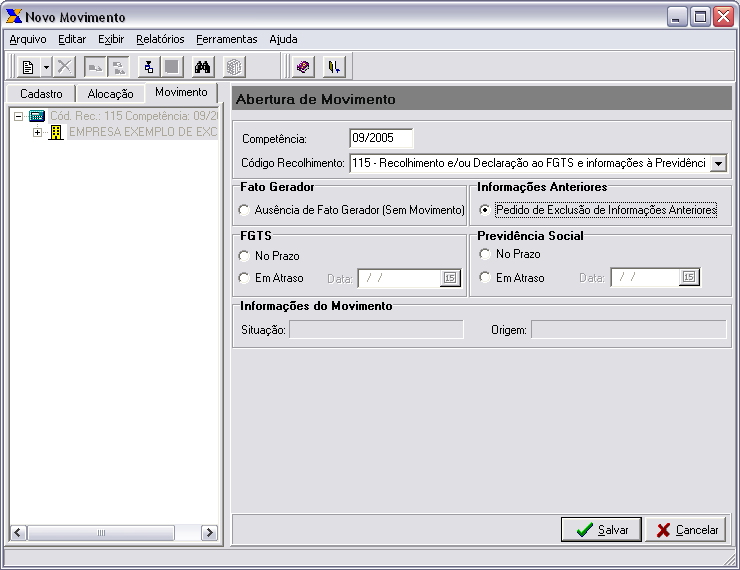 Novo Movimento
Arquivo Editar Exibir Relatórios Ferramentas Ajuda
Cadastro Alocação Movimento
Cód. Rec.: 115 Competência: 09/2
EMPRESA EXEMPLO DE EXC
Abertura de Movimento
Competência: 09/2005
Código Recolhimento: 115 - Recolhimento e/ou Declaração ao FGTS e informações à Previdênci
Fato Gerador
Ausência de Fato Gerador (Sem Movimento)
Informações Anteriores
Pedido de Exclusão de Informações Anteriores
FGTS
No Prazo
Em Atraso Data: / / 15
Previdência Social
No Prazo
Em Atraso Data: / / 15
Informações do Movimento
Situação: Origem:
Salvar Cancelar